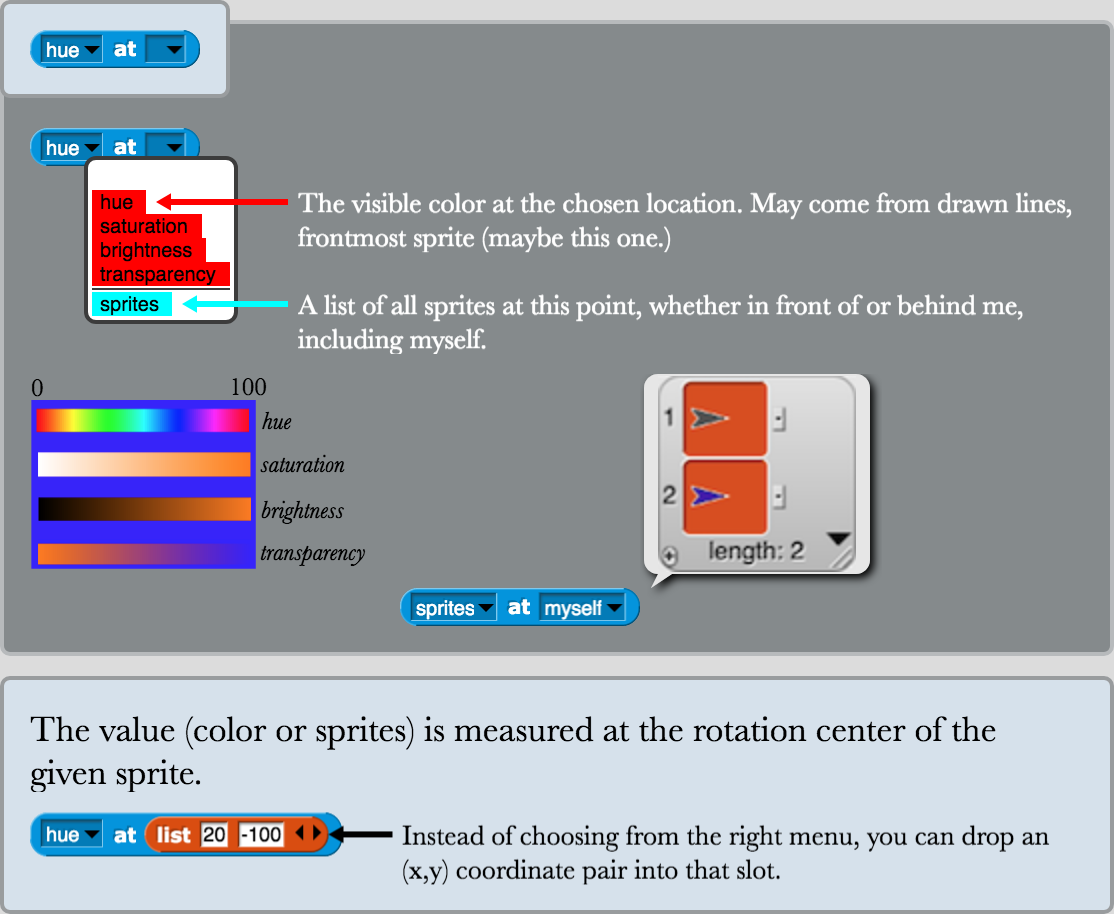 hue at
hue at
hue
saturation
brightness
transparency
sprites
The visible color at the chosen location. May come from drawn lines,
frontmost sprite (maybe this one.)
A list of all sprites at this point, whether in front of or behind me,
including myself.
0 100
hue
saturation
brightness
transparency
1
2
length: 2
sprites at myself
The value (color or sprites) is measured at the rotation center of the
given sprite.
hue at list 20 -100
Instead of choosing from the right menu, you can drop an
(x,y) coordinate pair into that slot.